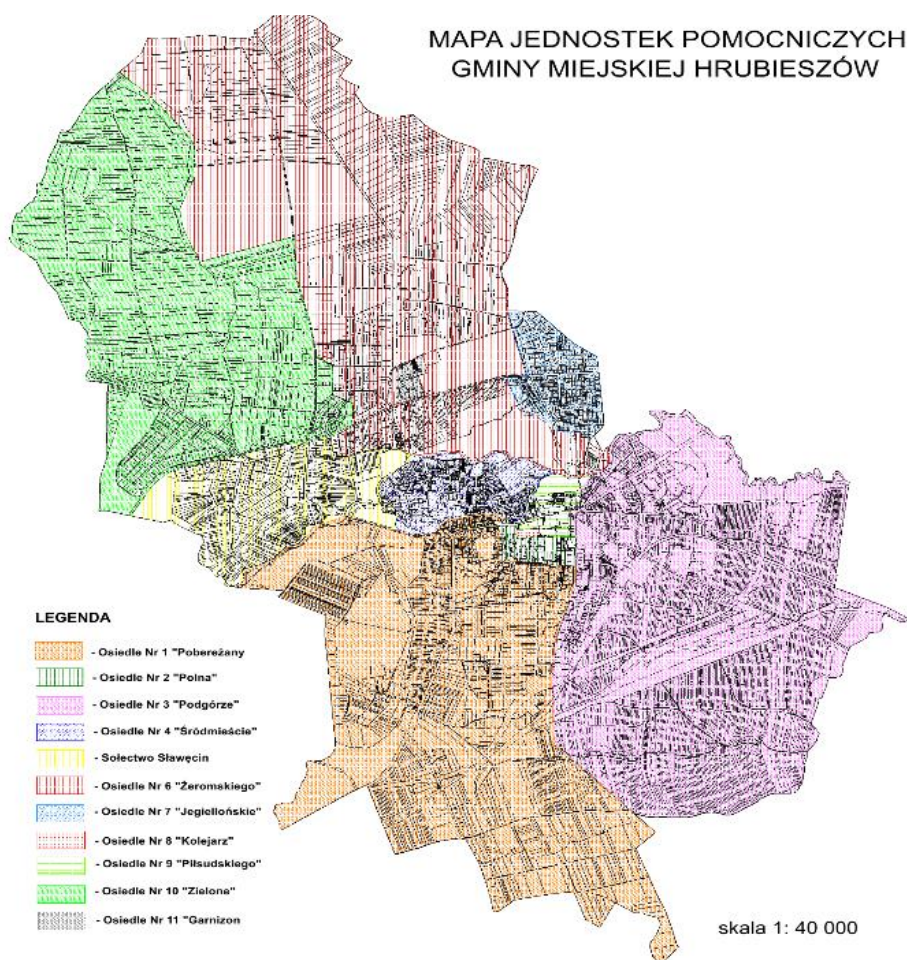 MAPA JEDNOSTEK POMOCNICZYCH
GMINY MIEJSKIEJ HRUBIESZÓW
LEGENDA
- Osiedle Nr 1 "Pobereżany
- Osiedle Nr 2 "Polna"
- Osiedle Nr 3 "Podgórze"
- Osiedle Nr 4 "Śródmieście"
- Sołectwo Sławęcin
- Osiedle Nr 6 "Żeromskiego"
- Osiedle Nr 7 "Jegiellońskie"
- Osiedle Nr 8 "Kolejarz"
- Osiedle Nr 9 "Piłsudskiego"
- Osiedle Nr 10 "Zielone"
- Osiedle Nr 11 "Garnizon
skala 1: 40 000